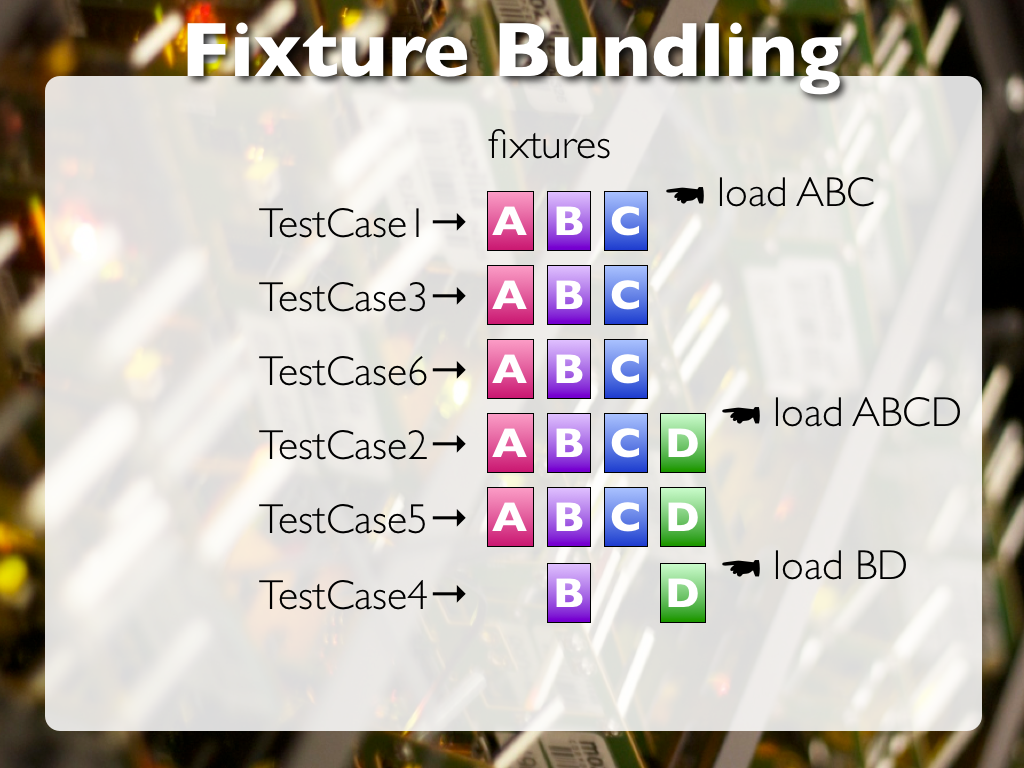 Fixture Bundling
fixtures
☚ load ABC
TestCase1→ A B C
TestCase3→ A B C
TestCase6→ A B C
☚ load ABCD
TestCase2→ A B C D
TestCase5→ A B C D
☚ load BD
TestCase4→ B D